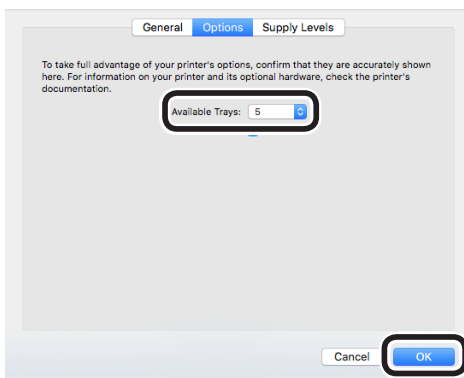 General Options Supply Levels
To take full advantage of your printer's options, confirm that they are accurately shown
here. For information on your printer and its optional hardware, check the printer's
documentation.
Available Trays: 5
Cancel OK